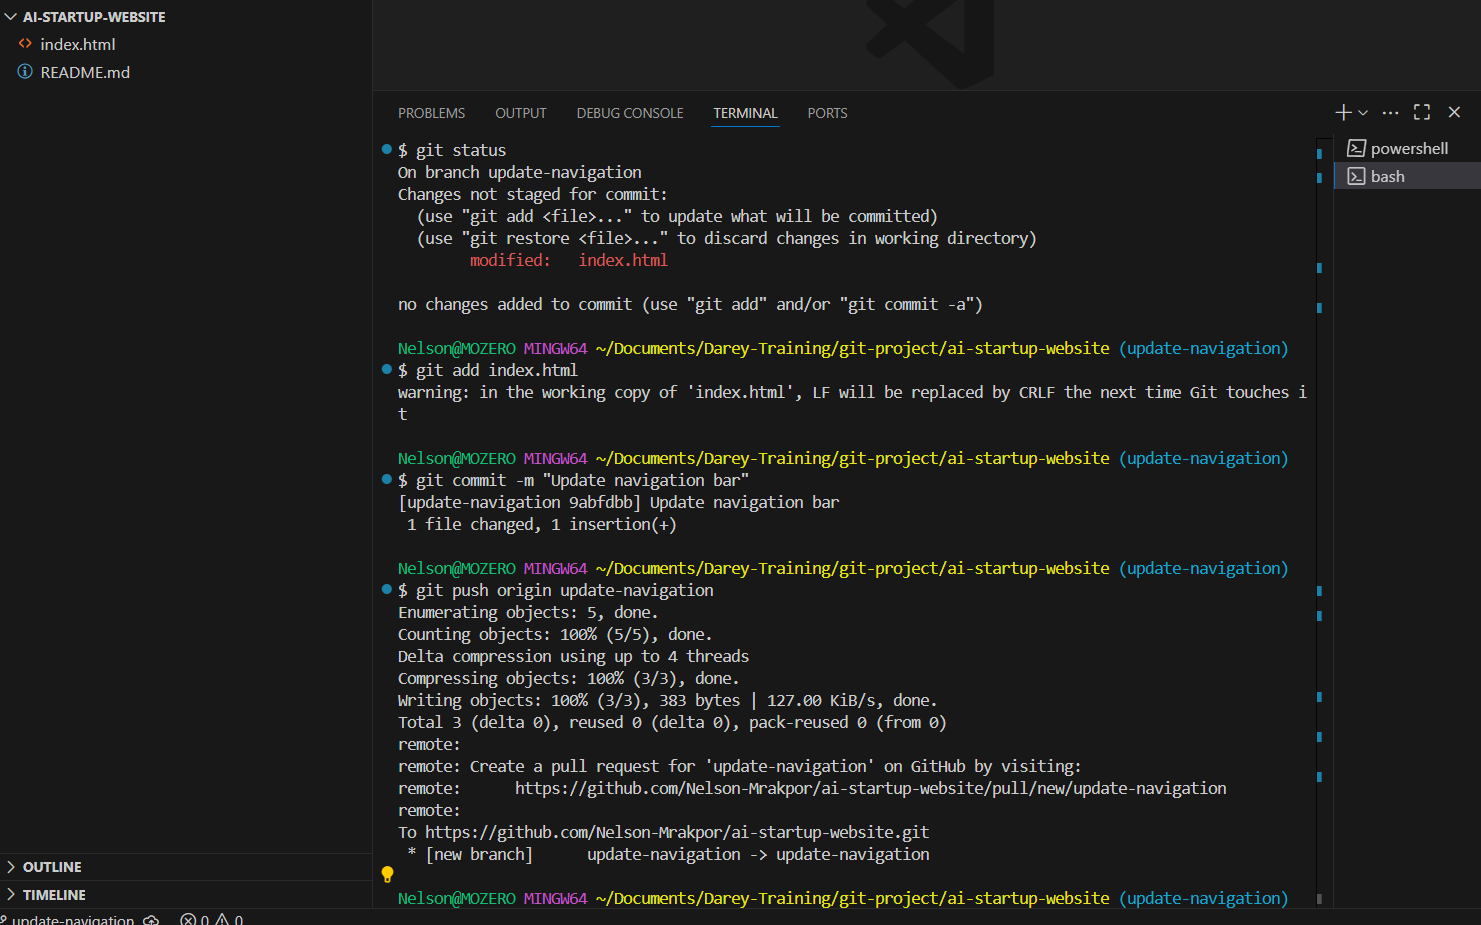 AI-STARTUP-WEBSITE
index.html
README.md
PROBLEMS OUTPUT DEBUG CONSOLE TERMINAL PORTS
powershell
bash
$ git status
On branch update-navigation
Changes not staged for commit:
(use "git add <file>..." to update what will be committed)
(use "git restore <file>..." to discard changes in working directory)
modified: index.html
no changes added to commit (use "git add" and/or "git commit -a")
Nelson@MOZERO MINGW64 ~/Documents/Darey-Training/git-project/ai-startup-website (update-navigation)
$ git add index.html
warning: in the working copy of 'index.html', LF will be replaced by CRLF the next time Git touches i
t
Nelson@MOZERO MINGW64 ~/Documents/Darey-Training/git-project/ai-startup-website (update-navigation)
$ git commit -m "Update navigation bar"
[update-navigation 9abfdbb] Update navigation bar
1 file changed, 1 insertion(+)
Nelson@MOZERO MINGW64 ~/Documents/Darey-Training/git-project/ai-startup-website (update-navigation)
$ git push origin update-navigation
Enumerating objects: 5, done.
Counting objects: 100% (5/5), done.
Delta compression using up to 4 threads
Compressing objects: 100% (3/3), done.
Writing objects: 100% (3/3), 383 bytes | 127.00 KiB/s, done.
Total 3 (delta 0), reused 0 (delta 0), pack-reused 0 (from 0)
remote:
remote: Create a pull request for 'update-navigation' on GitHub by visiting:
remote: https://github.com/Nelson-Mrakpor/ai-startup-website/pull/new/update-navigation
remote:
To https://github.com/Nelson-Mrakpor/ai-startup-website.git
* [new branch] update-navigation -> update-navigation
Nelson@MOZERO MINGW64 ~/Documents/Darey-Training/git-project/ai-startup-website (update-navigation)
OUTLINE
TIMELINE
update-navigation 0 0